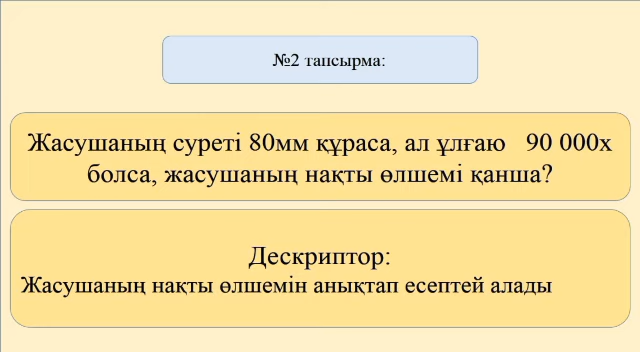 №2 тапсырма:
Жасушаның суреті 80мм құраса, ал ұлғаю 90 000х
болса, жасушаның нақты өлшемі қанша?
Дескриптор:
Жасушаның нақты өлшемін анықтап есептей алады